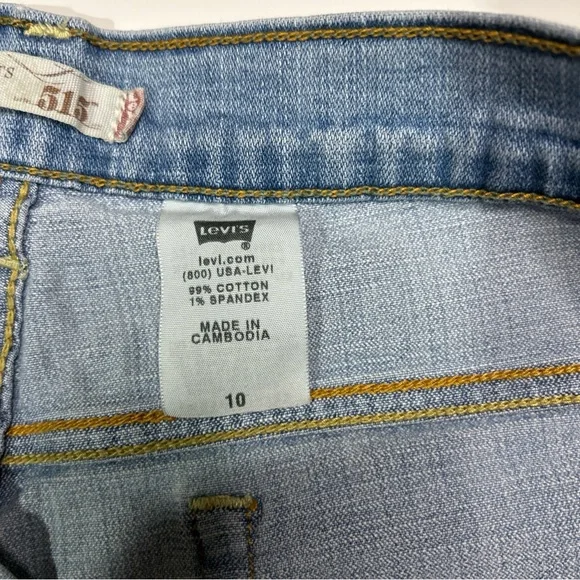 515
Levi's
®
levi.com
(800) USA-LEVI
99% COTTON
1% SPANDEX
MADE IN
CAMBODIA
10